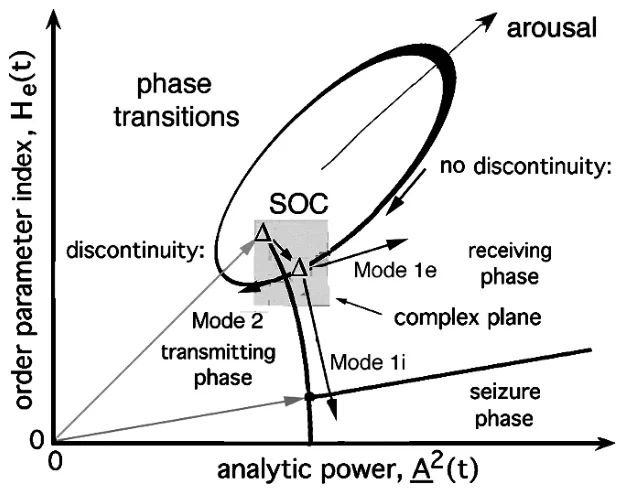 arousal
phase
transitions
no discontinuity:
SOC
Δ
discontinuity:
Δ
receiving
phase
Mode 1e
Mode 2
complex plane
transmitting
phase
Mode 1i
seizure
phase
order parameter index, He(t)
0
0
analytic power, A²(t)